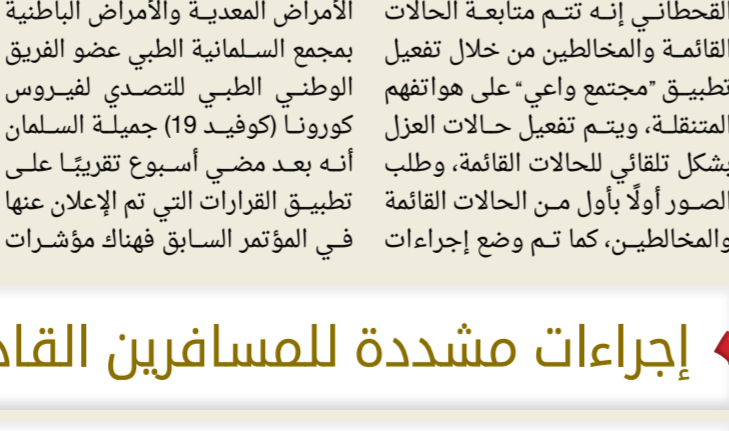 القحطاني إنه تتم متابعة الحالات
القائمة والمخالطين من خلال تفعيل
تطبيق "مجتمع واعي" على هواتفهم
المتنقلة، ويتم تفعيل حالات العزل
بشكل تلقائي للحالات القائمة، وطلب
الصور أولًا بأول من الحالات القائمة
والمخالطين، كما تم وضع إجراءات
الأمراض المعدية والأمراض الباطنية
بمجمع السلمانية الطبي عضو الفريق
الوطني الطبي للتصدي لفيروس
كورونا (كوفيد 19) جميلة السلمان
أنه بعد مضي أسبوع تقريبًا على
تطبيق القرارات التي تم الإعلان عنها
في المؤتمر السابق فهناك مؤشرات
إجراءات مشددة للمسافرين